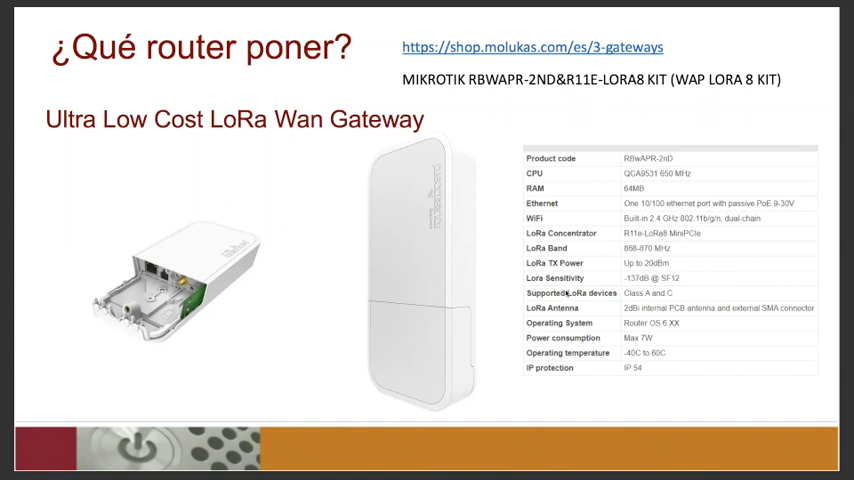 ¿Qué router poner?
https://shop.molukas.com/es/3-gateways
MIKROTIK RBWAPR-2ND&R11E-LORA8 KIT (WAP LORA 8 KIT)
Ultra Low Cost LoRa Wan Gateway
routerboard
Product code RBwAPR-2nD
CPU QCA9531 650 MHz
RAM 64MB
Ethernet One 10/100 ethernet port with passive PoE 9-30V
WiFi Built-in 2.4 GHz 802.11b/g/n, dual-chain
LoRa Concentrator R11e-LoRa8 MiniPCIe
LoRa Band 868-870 MHz
LoRa TX Power Up to 20dBm
Lora Sensitivity -137dB @ SF12
Supported LoRa devices Class A and C
LoRa Antenna 2dBi internal PCB antenna and external SMA connector
Operating System Router OS 6.XX
Power consumption Max 7W
Operating temperature -40C to 60C
IP protection IP 54